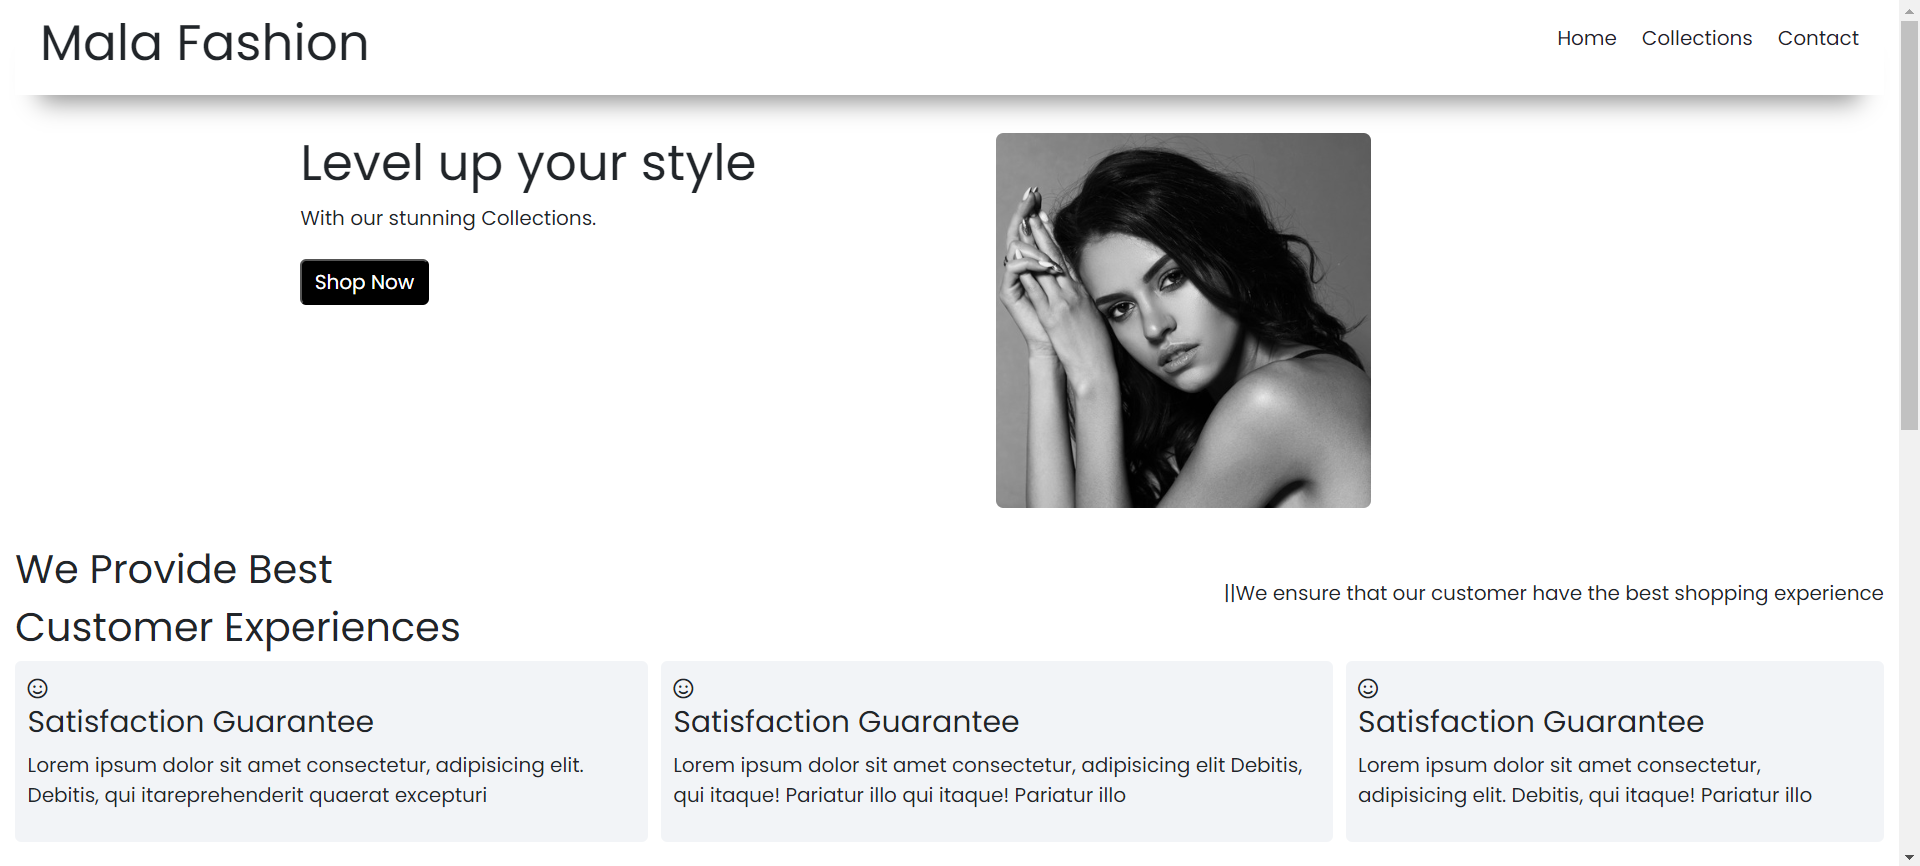 Mala Fashion
Home Collections Contact
Level up your style
With our stunning Collections.
Shop Now
We Provide Best
Customer Experiences
||We ensure that our customer have the best shopping experience
Satisfaction Guarantee
Lorem ipsum dolor sit amet consectetur, adipisicing elit.
Debitis, qui itareprehenderit quaerat excepturi
Satisfaction Guarantee
Lorem ipsum dolor sit amet consectetur, adipisicing elit Debitis,
qui itaque! Pariatur illo qui itaque! Pariatur illo
Satisfaction Guarantee
Lorem ipsum dolor sit amet consectetur,
adipisicing elit. Debitis, qui itaque! Pariatur illo